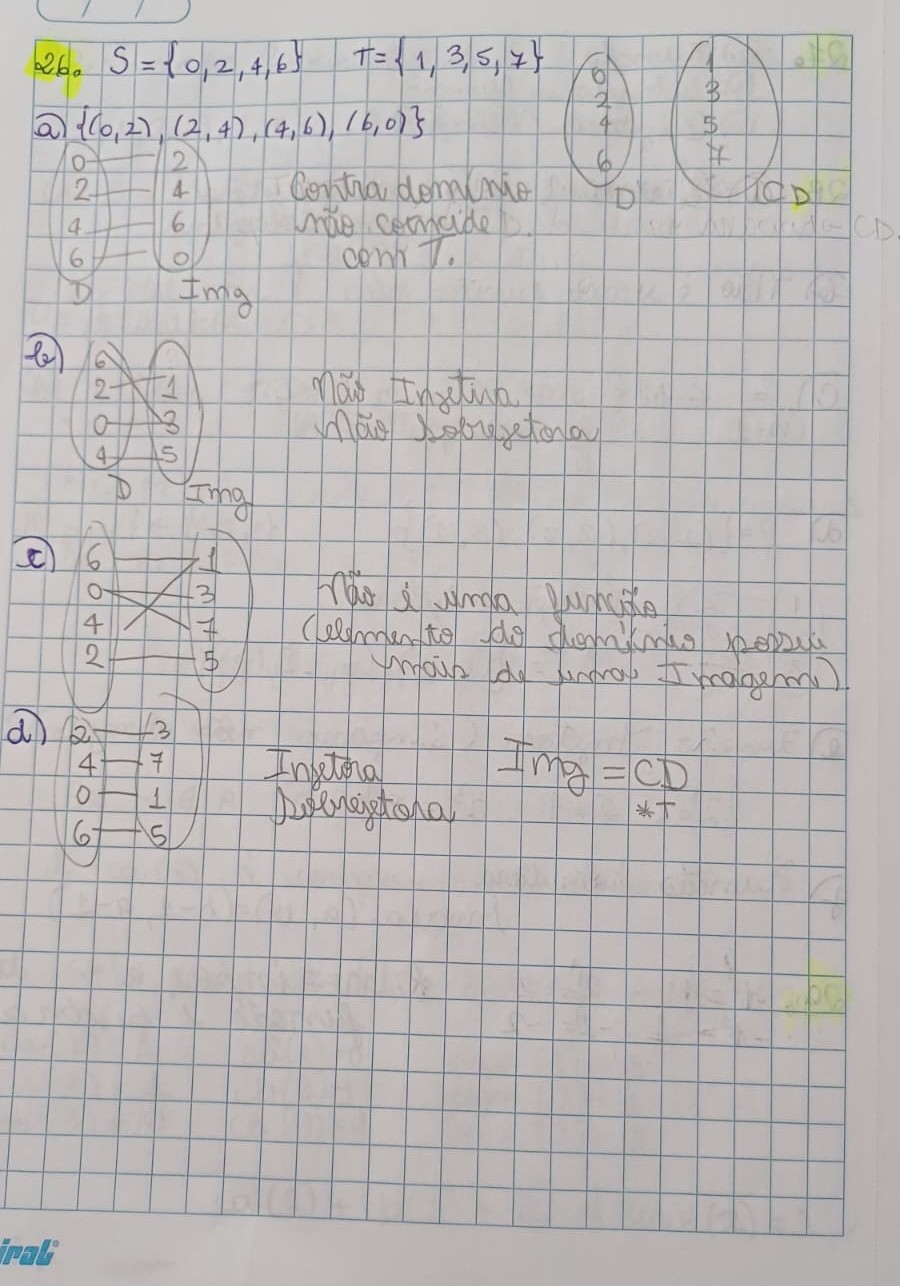 26. S = {0, 2, 4, 6} T = {1, 3, 5, 7}
0 1
2 3
4 5
6 7
D CD
a) {(0,2), (2,4), (4,6), (6,0)}
0 2
2 4
4 6
6 0
D Img
Contra domínio
não coincide
com T.
CD.
b)
6
2 1
0 3
4 5
D Img
Não Injetiva
Não Sobrejetora
c)
6 1
0 3
4 7
2 5
Não é uma função
(elemento do domínio possui
mais de uma Imagem)
d)
2 3
4 7
0 1
6 5
Injetora
Sobrejetora
Img = CD
*T